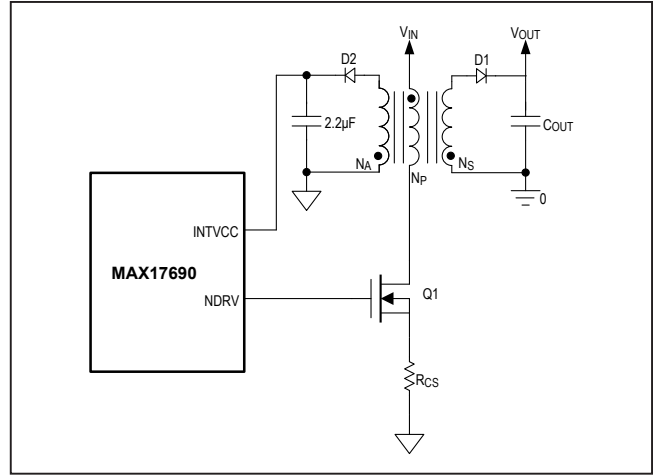 VIN
VOUT
D2
D1
2.2µF
COUT
NA
NP
NS
0
INTVCC
MAX17690
NDRV
Q1
RCS